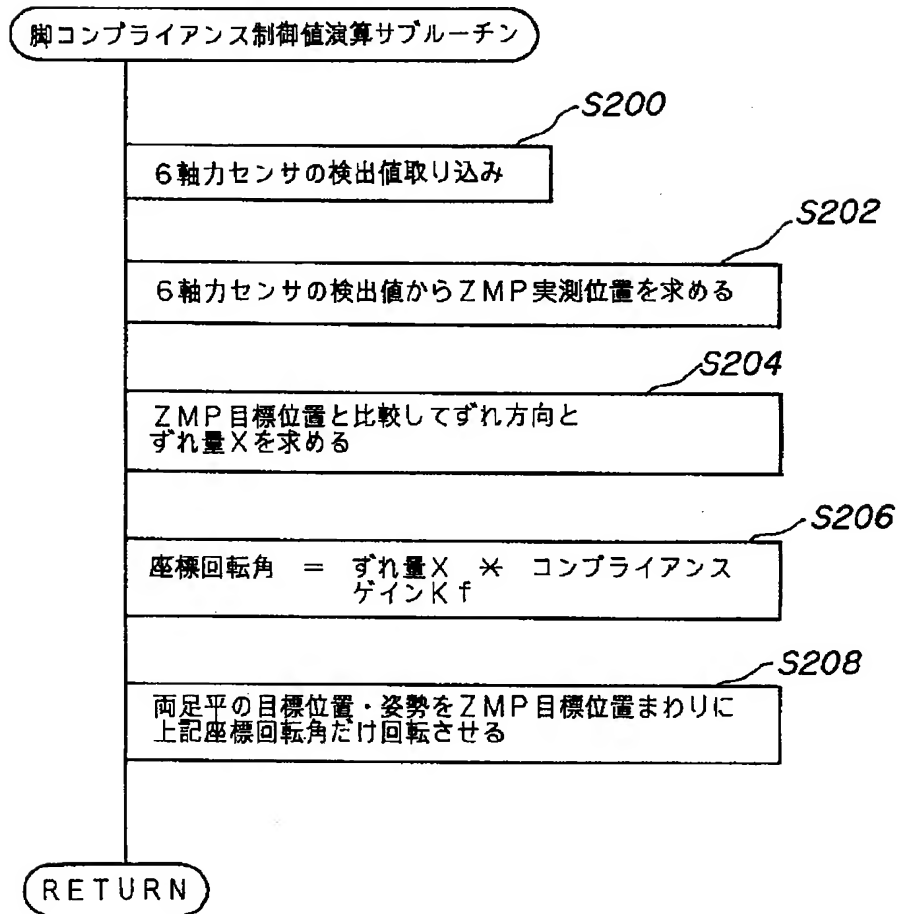 脚コンプライアンス制御値演算サブルーチン
S200
6軸力センサの検出値取り込み
S202
6軸力センサの検出値からZMP実測位置を求める
S204
ZMP目標位置と比較してずれ方向と
ずれ量Xを求める
S206
座標回転角 = ずれ量X * コンプライアンス
ゲインKf
S208
両足平の目標位置・姿勢をZMP目標位置まわりに
上記座標回転角だけ回転させる
RETURN